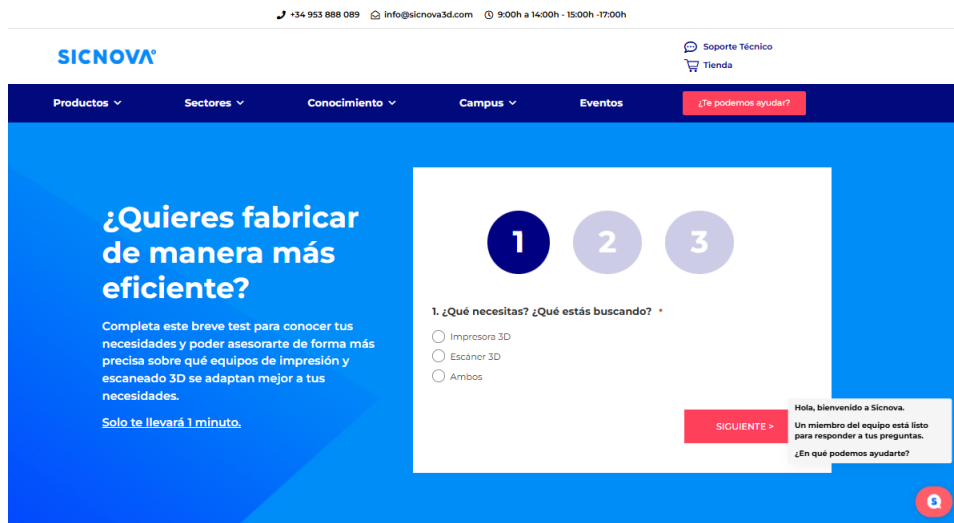 +34 953 888 089 info@sicnova3d.com 9:00h a 14:00h - 15:00h -17:00h
SICNOVA
Soporte Técnico
Tienda
Productos Sectores Conocimiento Campus Eventos ¿Te podemos ayudar?
¿Quieres fabricar
de manera más
eficiente?
Completa este breve test para conocer tus
necesidades y poder asesorarte de forma más
precisa sobre qué equipos de impresión y
escaneado 3D se adaptan mejor a tus
necesidades.
Solo te llevará 1 minuto.
1 2 3
1. ¿Qué necesitas? ¿Qué estás buscando? *
Impresora 3D
Escáner 3D
Ambos
SIGUIENTE >
Hola, bienvenido a Sicnova.
Un miembro del equipo está listo
para responder a tus preguntas.
¿En qué podemos ayudarte?
S